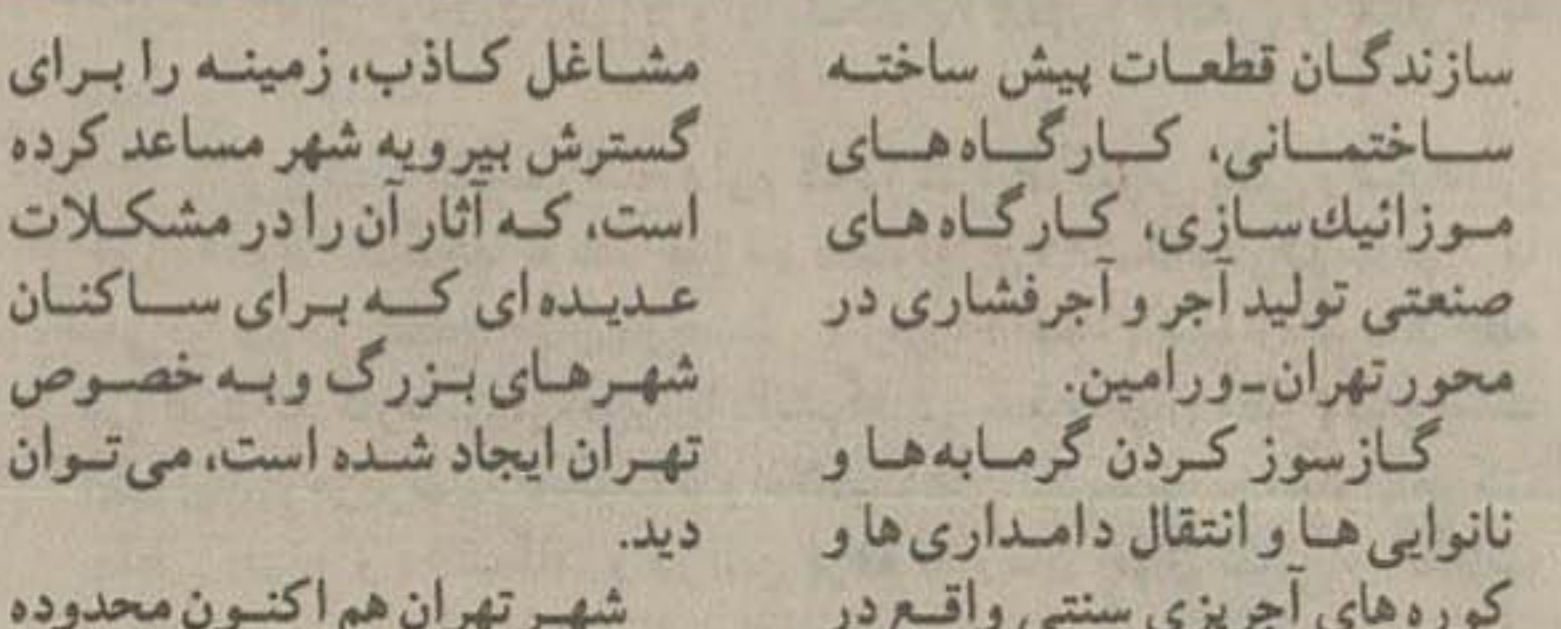 سازندگان قطعات پیش ساخته
ساختمانی، کارگاه‌های
موزائیك‌سازی، کارگاه‌های
صنعتی تولید آجر و آجرفشاری در
محور تهران-ورامین.
گازسوز کردن گرمابه‌ها و
نانوایی‌ها و انتقال دامداری‌ها و
کوره‌های آجرپزی سنتی واقع در
مشاغل کاذب، زمینه را برای
گسترش بیرویه شهر مساعد کرده
است، که آثار آن را در مشکلات
عدیده‌ای که برای ساکنان
شهرهای بزرگ و به خصوص
تهران ایجاد شده است، می‌توان
دید.
شهر تهران هم اکنون محدوده